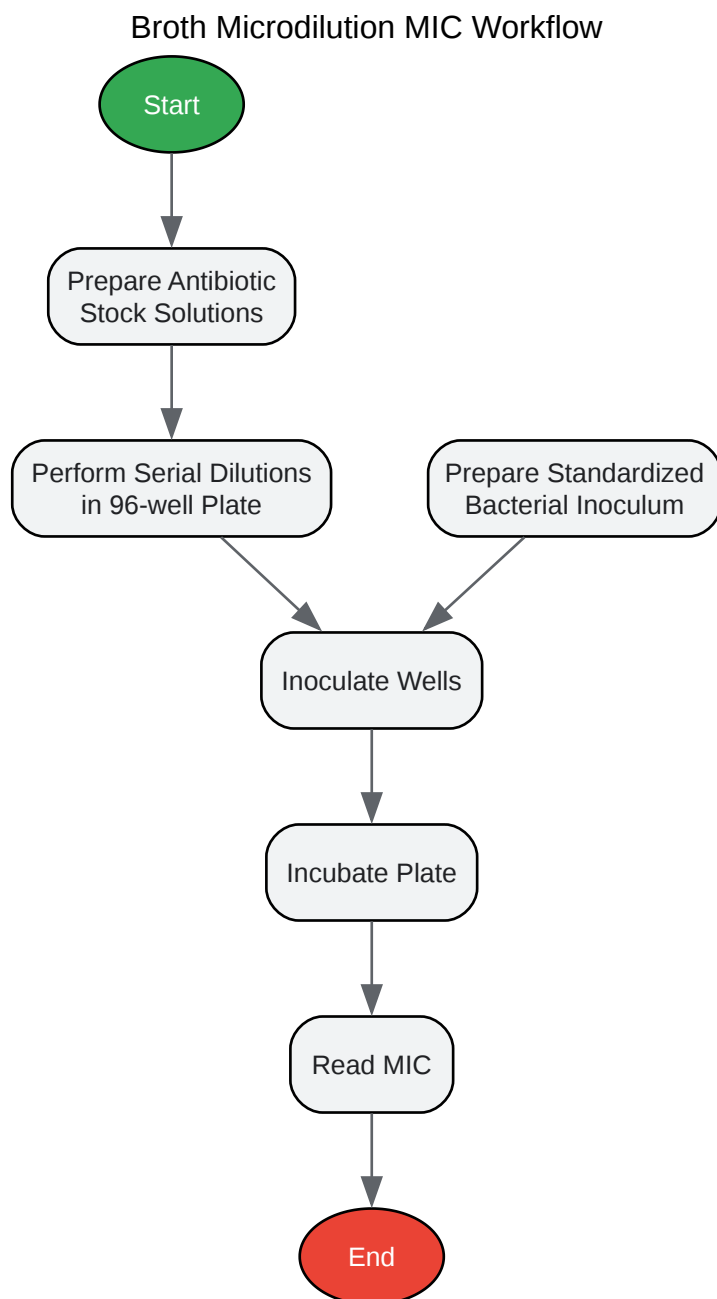 Broth Microdilution MIC Workflow
Start
Prepare Antibiotic
Stock Solutions
Perform Serial Dilutions
in 96-well Plate
Prepare Standardized
Bacterial Inoculum
Inoculate Wells
Incubate Plate
Read MIC
End